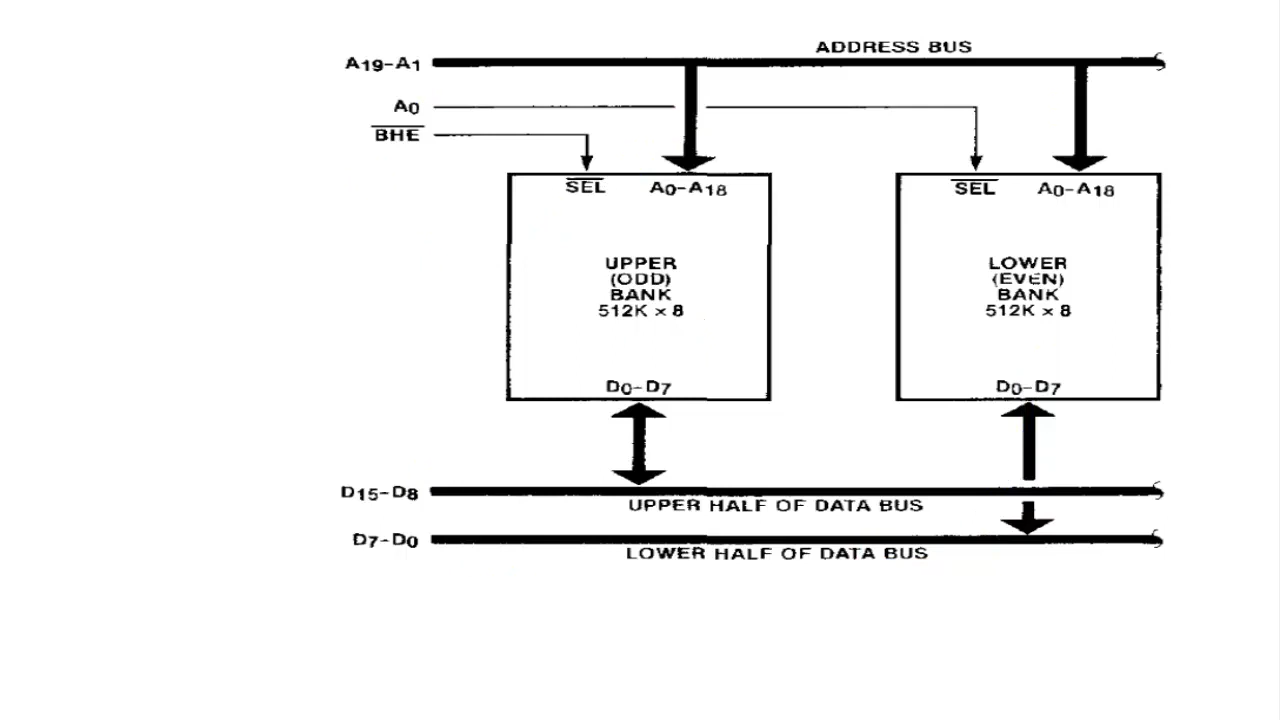 ADDRESS BUS
A19-A1
A0
BHE
SEL A0-A18
SEL A0-A18
UPPER
(ODD)
BANK
512K × 8
LOWER
(EVEN)
BANK
512K × 8
D0-D7
D0-D7
D15-D8
UPPER HALF OF DATA BUS
D7-D0
LOWER HALF OF DATA BUS